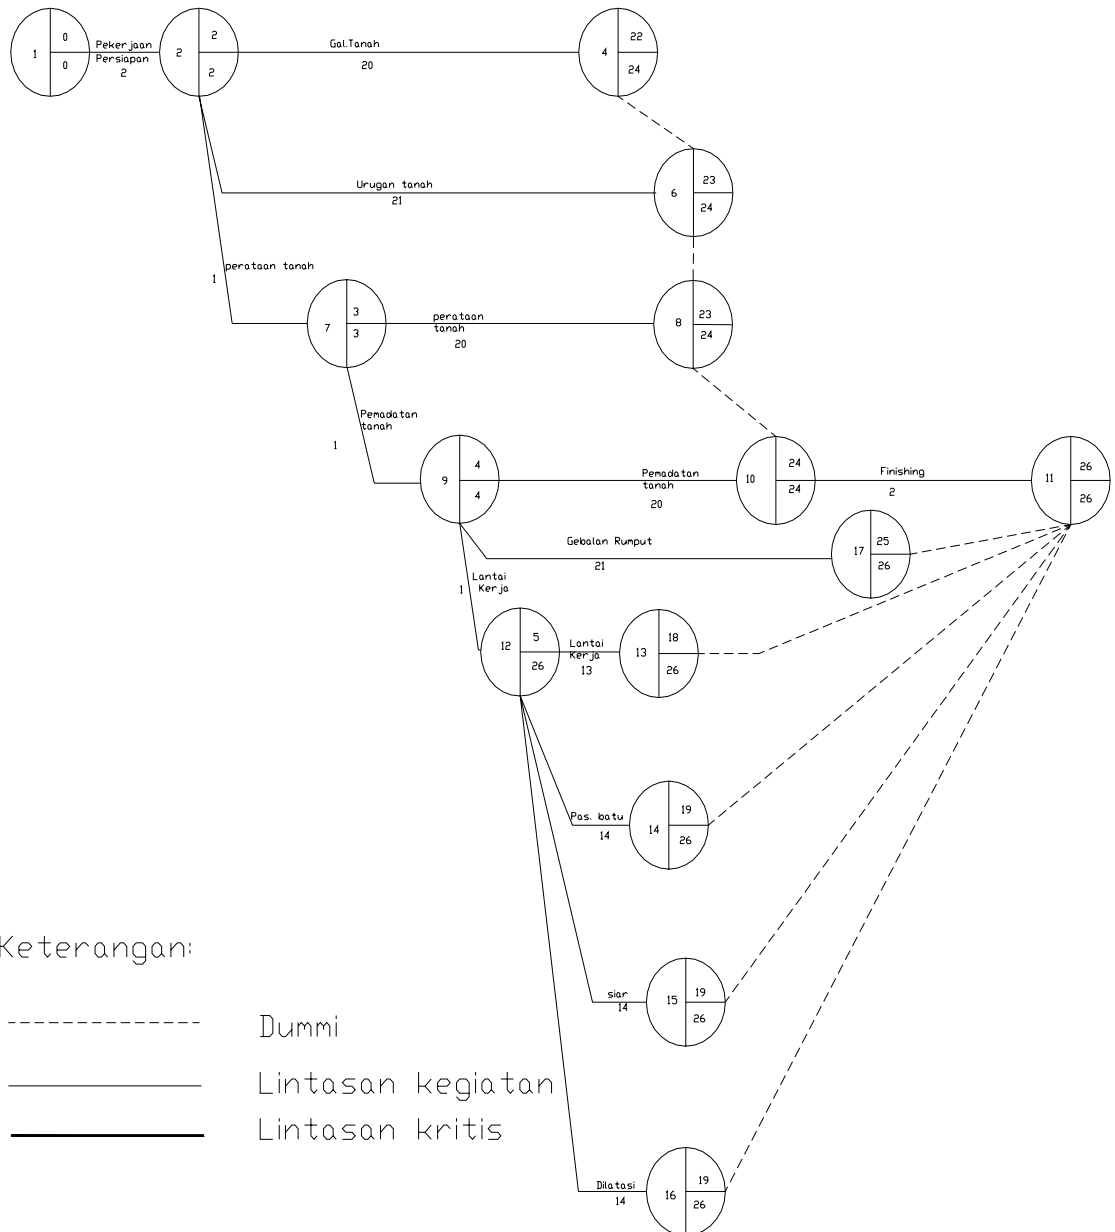 1
0
0
Pekerjaan
Persiapan
2
2
2
2
Gal.Tanah
20
4
22
24
Urugan tanah
21
6
23
24
perataan tanah
1
7
3
3
perataan
tanah
20
8
23
24
Pemadatan
tanah
1
9
4
4
Pemadatan
tanah
20
10
24
24
Finishing
2
11
26
26
Gebalan Rumput
21
17
25
26
Lantai
Kerja
1
12
5
26
Lantai
Kerja
13
13
18
26
Pas. batu
14
14
19
26
siar
14
15
19
26
Dilatasi
14
16
19
26
Keterangan:
Dummi
Lintasan kegiatan
Lintasan kritis